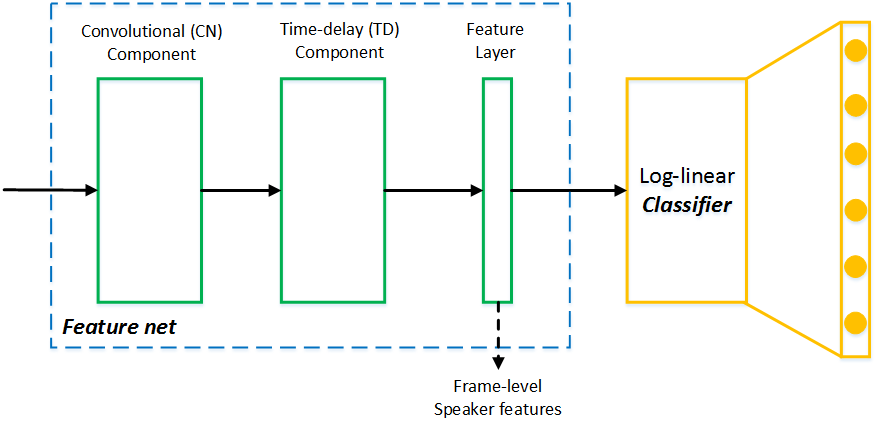 Convolutional (CN)
Component
Time-delay (TD)
Component
Feature
Layer
Log-linear
Classifier
Feature net
Frame-level
Speaker features